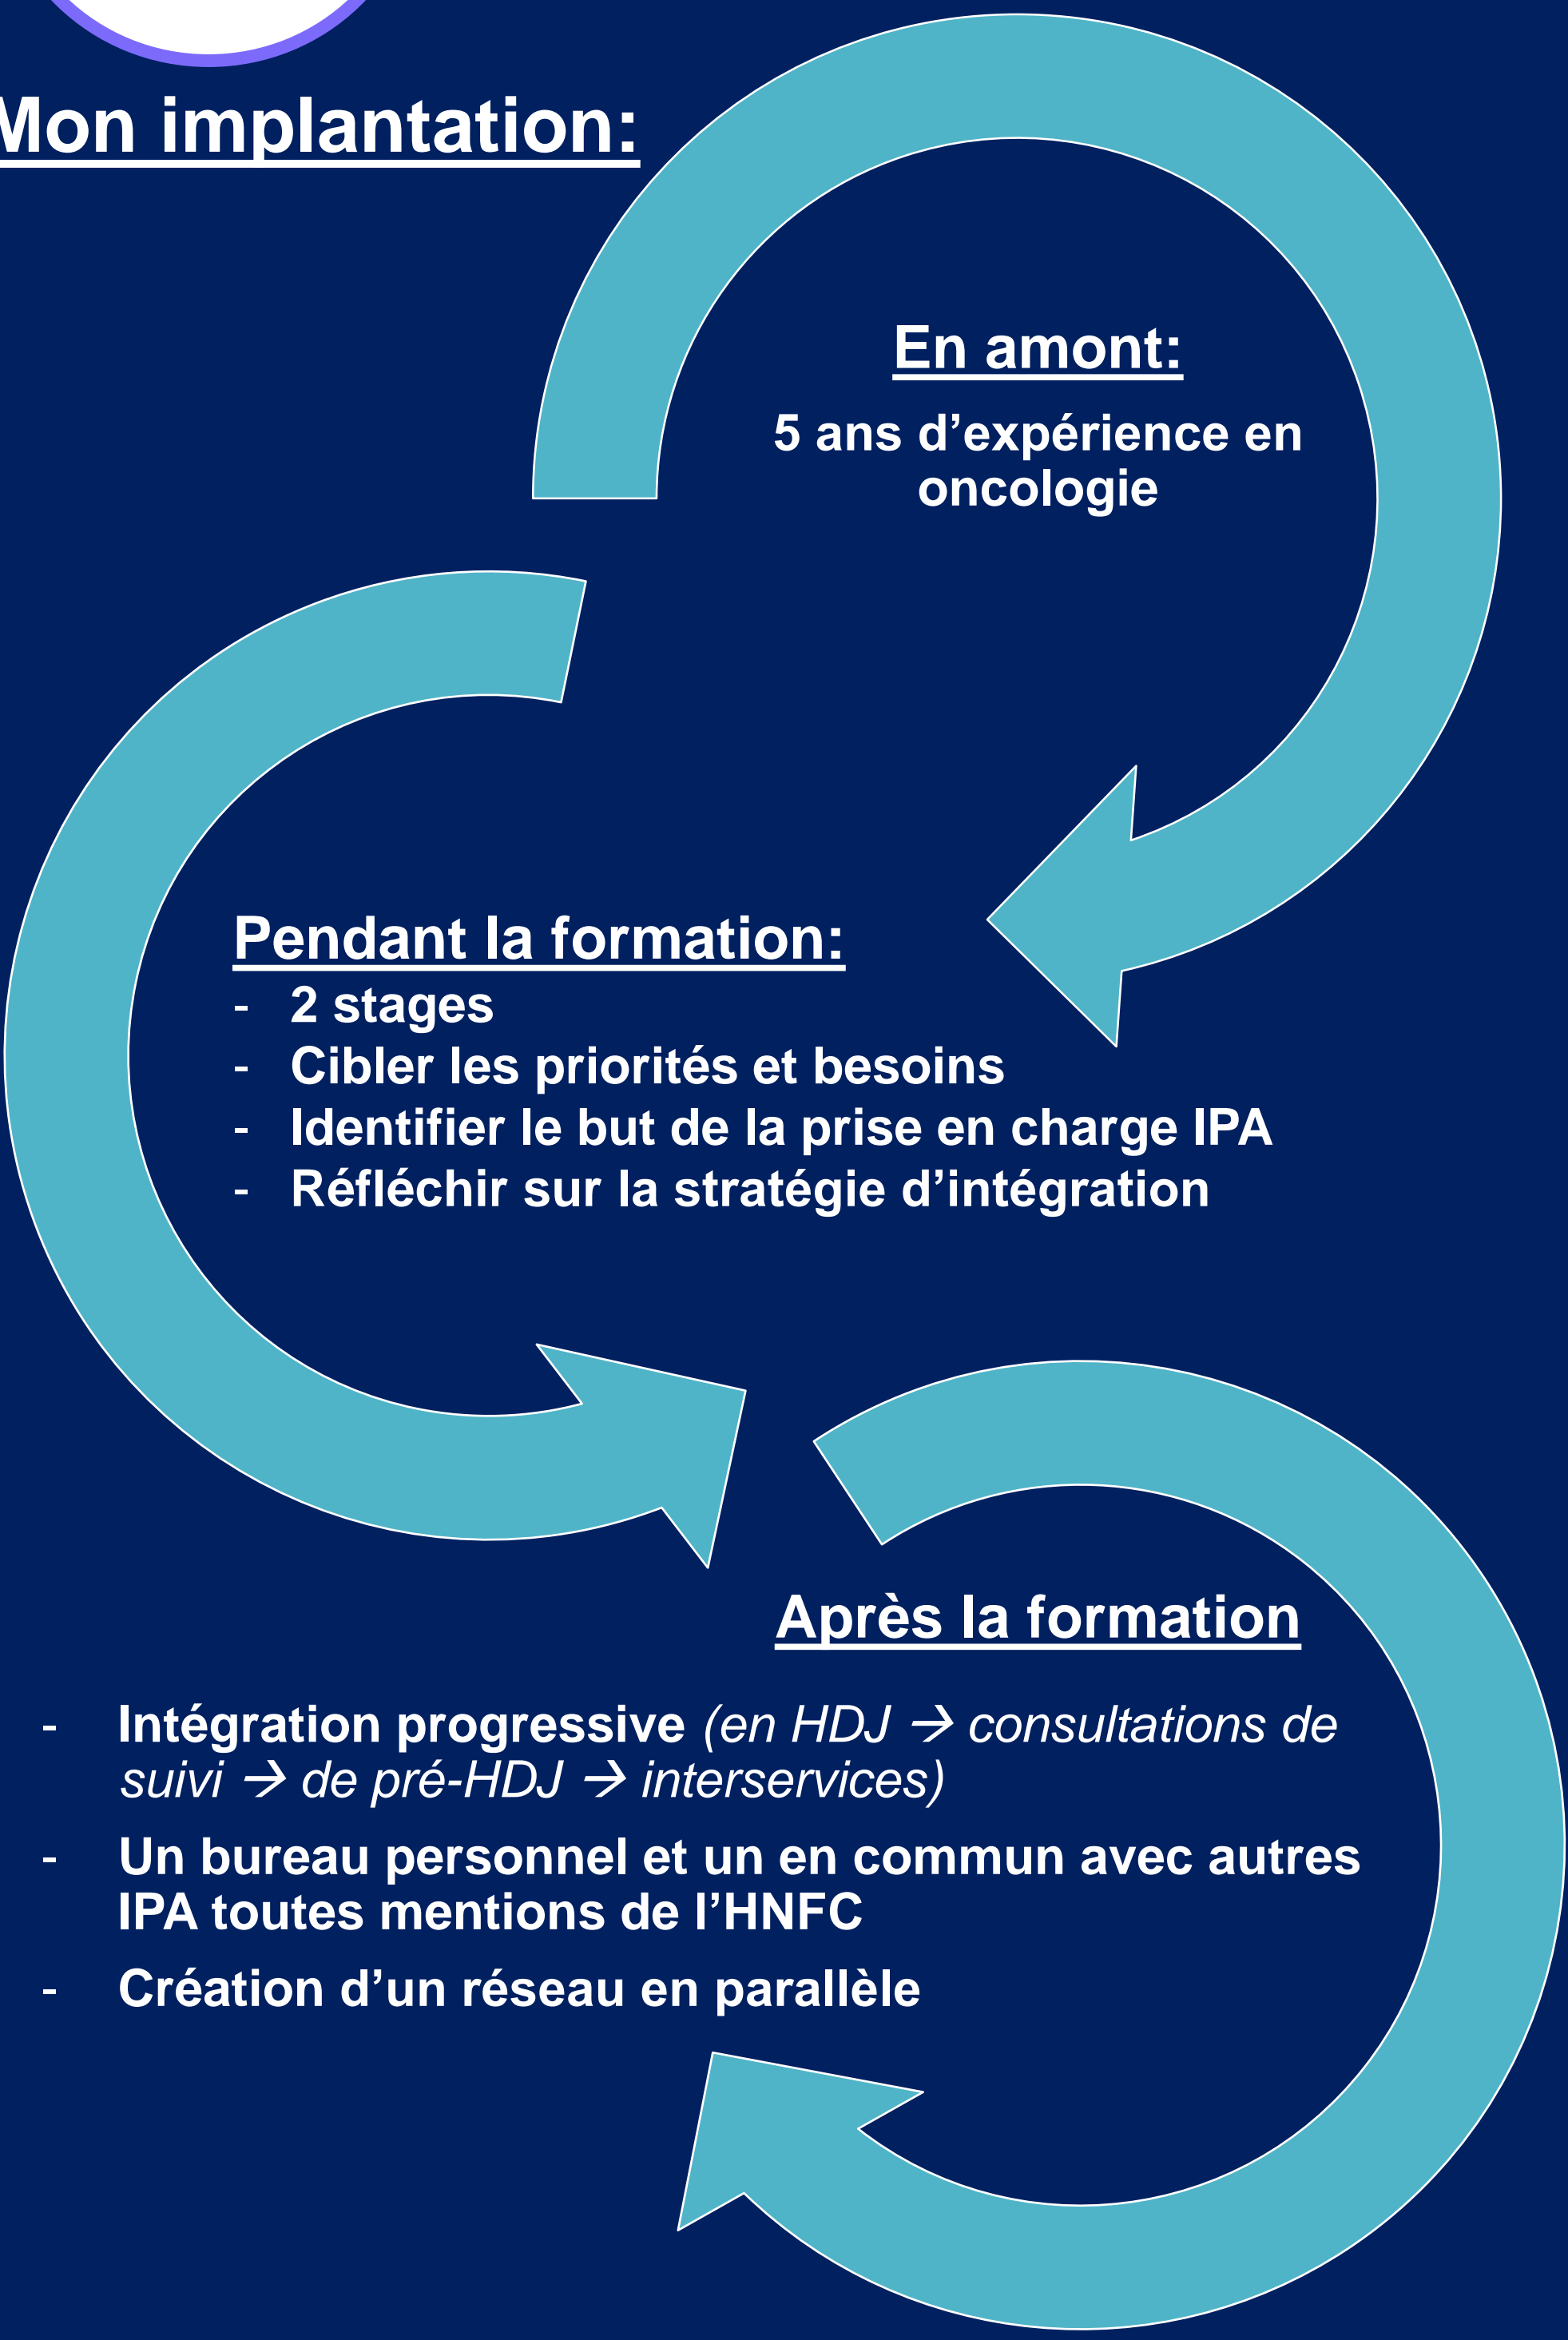 Mon implantation:
En amont:
5 ans d’expérience en
oncologie
Pendant la formation:
- 2 stages
- Cibler les priorités et besoins
- Identifier le but de la prise en charge IPA
- Réfléchir sur la stratégie d’intégration
Après la formation
- Intégration progressive (en HDJ → consultations de
suivi → de pré-HDJ → interservices)
- Un bureau personnel et un en commun avec autres
IPA toutes mentions de l’HNFC
- Création d’un réseau en parallèle